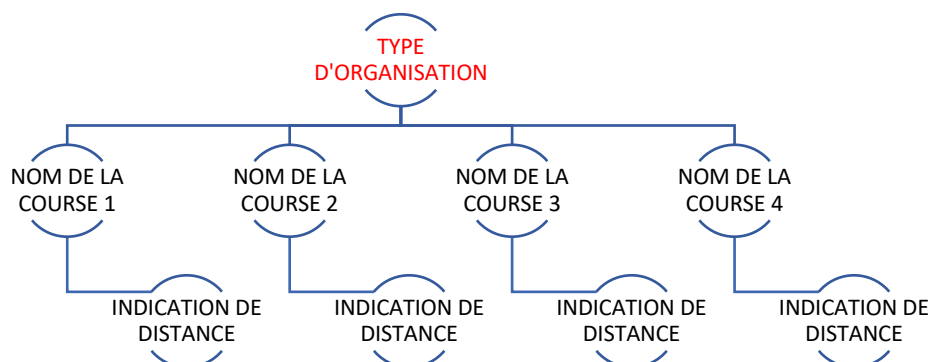 TYPE
D'ORGANISATION
NOM DE LA
COURSE 1
NOM DE LA
COURSE 2
NOM DE LA
COURSE 3
NOM DE LA
COURSE 4
INDICATION DE
DISTANCE
INDICATION DE
DISTANCE
INDICATION DE
DISTANCE
INDICATION DE
DISTANCE